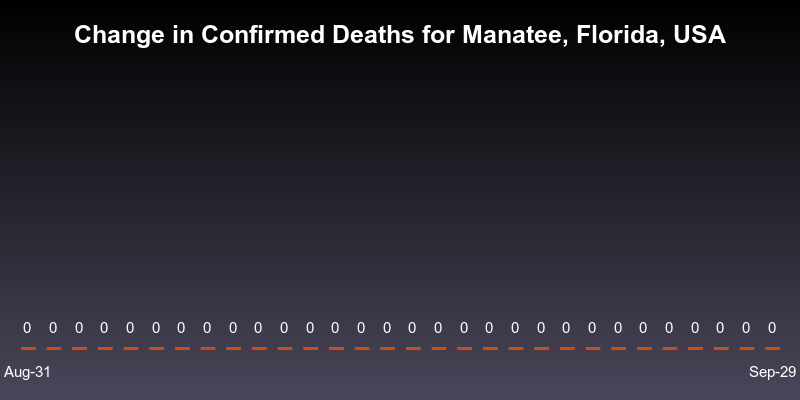 Change in Confirmed Deaths for Manatee, Florida, USA
0 0 0 0 0 0 0 0 0 0 0 0 0 0 0 0 0 0 0 0 0 0 0 0 0 0 0 0 0 0
Aug-31 Sep-29